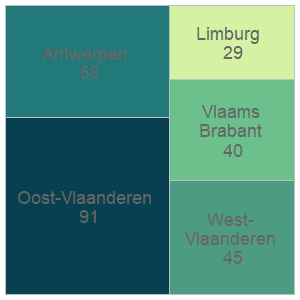 Antwerpen
58
Limburg
29
Vlaams
Brabant
40
Oost-Vlaanderen
91
West-
Vlaanderen
45